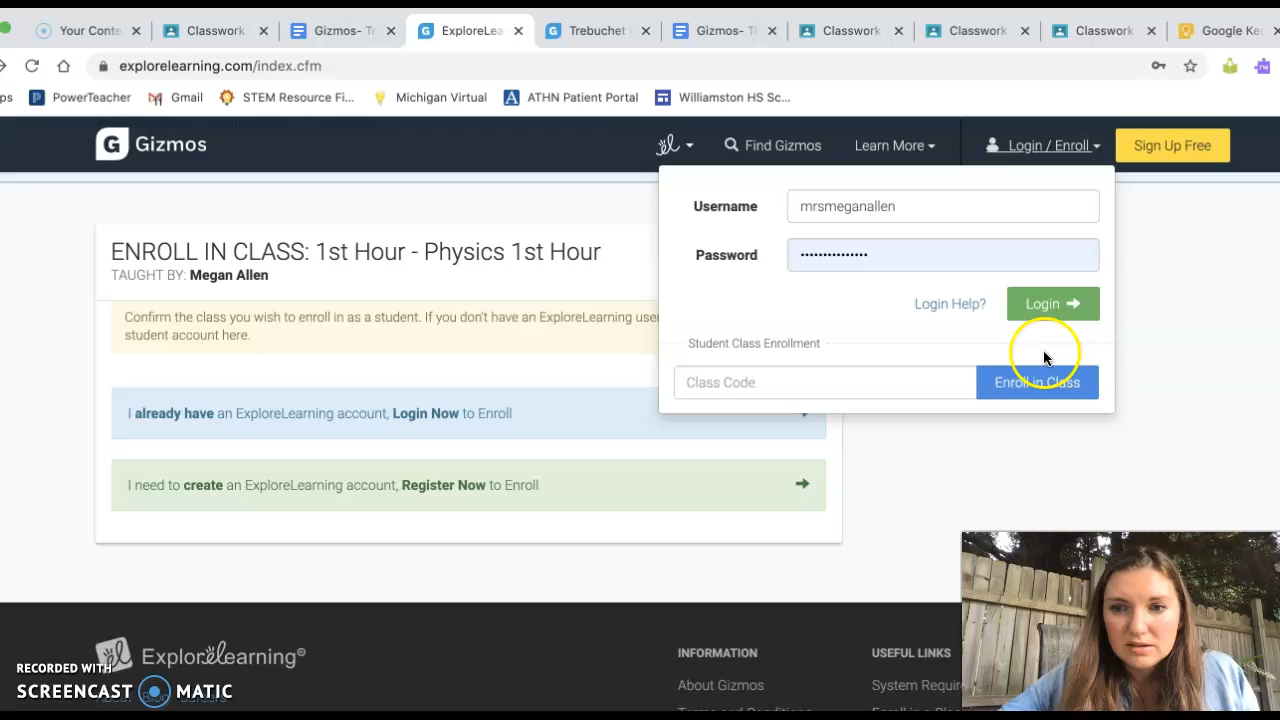 Your Conte
Classwork
Gizmos- Tr
ExploreLea
Trebuchet
Gizmos- Ti
Classwork
Classwork
Classwork
Google Kee
explorelearning.com/index.cfm
ps
PowerTeacher
Gmail
STEM Resource Fi...
Michigan Virtual
ATHN Patient Portal
Williamston HS Sc...
G Gizmos
Find Gizmos
Learn More
Login / Enroll
Sign Up Free
Username
mrsmeganallen
Password
•••••••••••••••
Login Help?
Login
Student Class Enrollment
Class Code
Enroll in Class
ENROLL IN CLASS: 1st Hour - Physics 1st Hour
TAUGHT BY: Megan Allen
Confirm the class you wish to enroll in as a student. If you don't have an ExploreLearning use
student account here.
I already have an ExploreLearning account, Login Now to Enroll
I need to create an ExploreLearning account, Register Now to Enroll
ExploreLearning®
INFORMATION
About Gizmos
USEFUL LINKS
System Require
RECORDED WITH
SCREENCAST MATIC